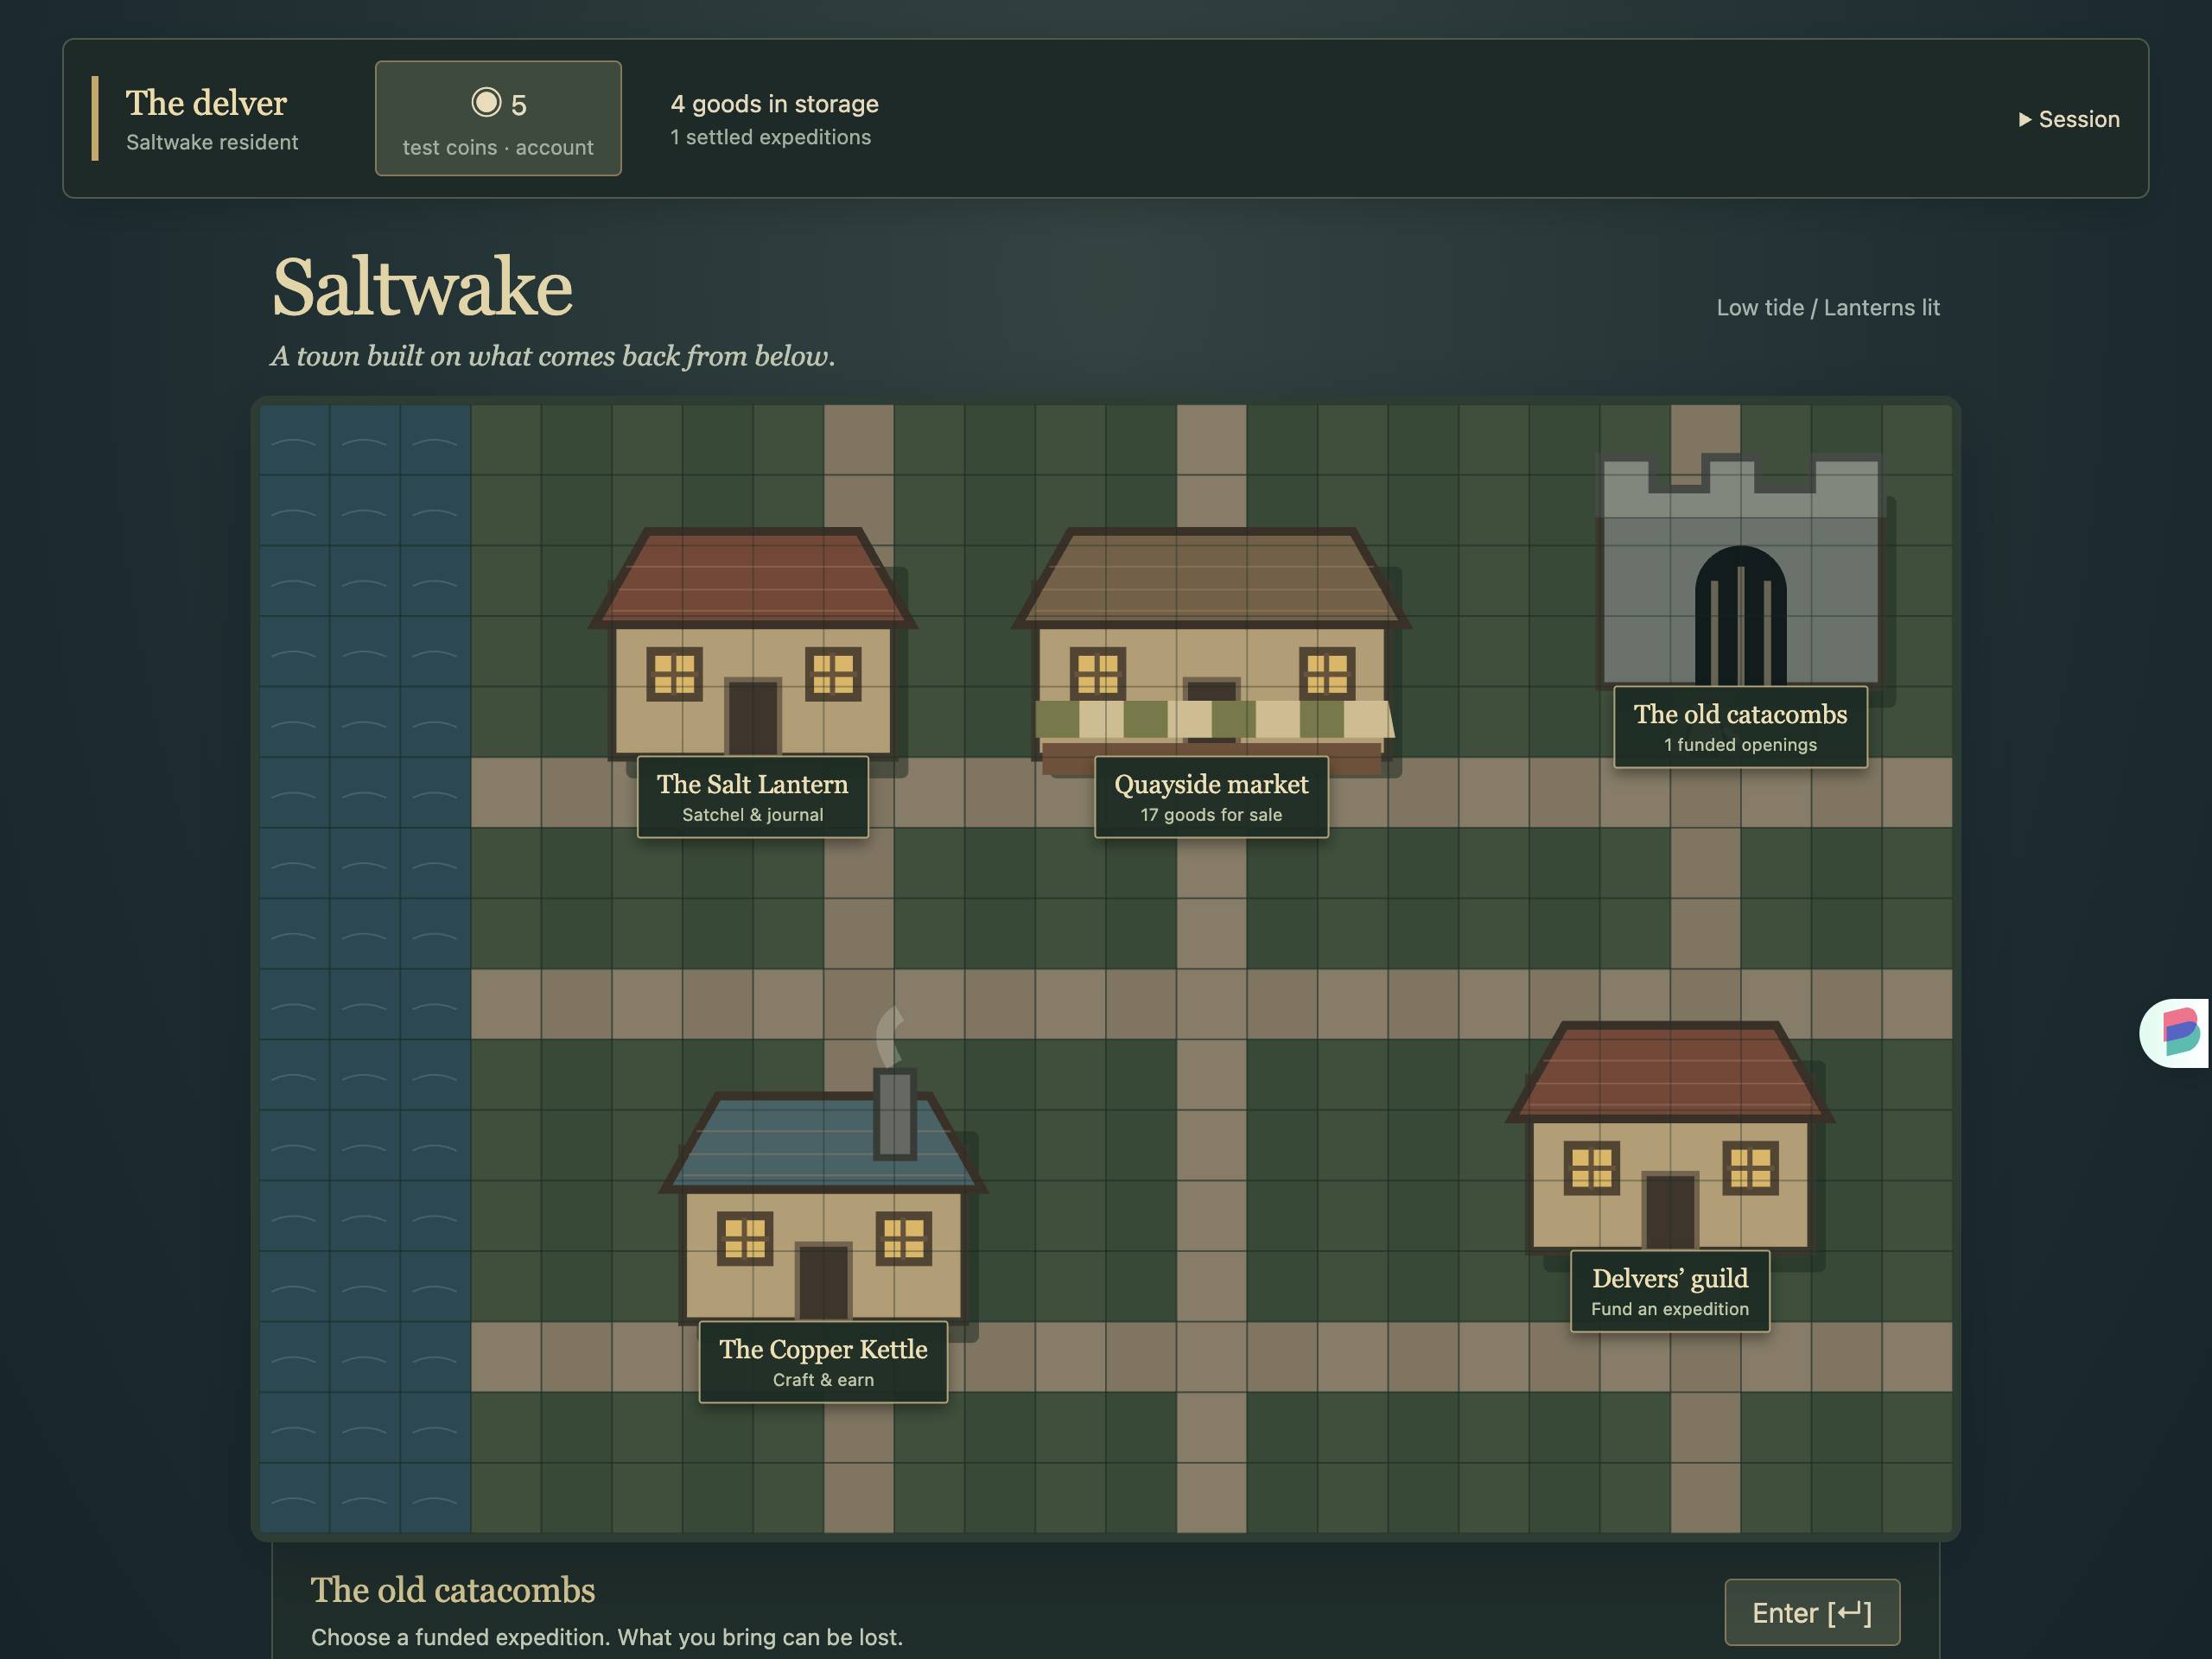 The delver
Saltwake resident
5
test coins · account
4 goods in storage
1 settled expeditions
▶ Session
Saltwake
A town built on what comes back from below.
Low tide / Lanterns lit
The old catacombs
1 funded openings
The Salt Lantern
Satchel & journal
Quayside market
17 goods for sale
Delvers’ guild
Fund an expedition
The Copper Kettle
Craft & earn
The old catacombs
Choose a funded expedition. What you bring can be lost.
Enter [↵]